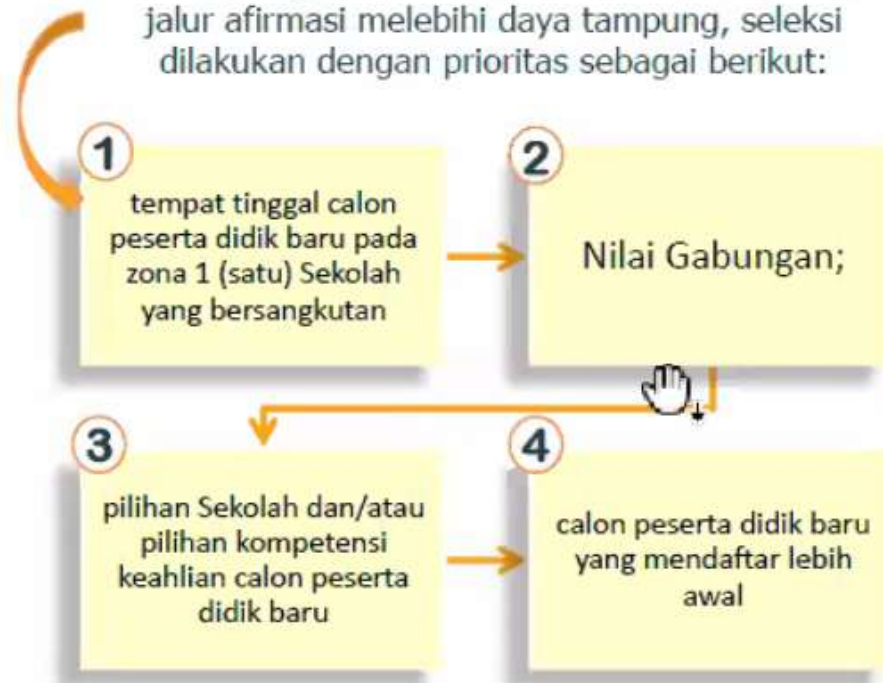 jalur afirmasi melebihi daya tampung, seleksi
dilakukan dengan prioritas sebagai berikut:
1
tempat tinggal calon
peserta didik baru pada
zona 1 (satu) Sekolah
yang bersangkutan
2
Nilai Gabungan;
3
pilihan Sekolah dan/atau
pilihan kompetensi
keahlian calon peserta
didik baru
4
calon peserta didik baru
yang mendaftar lebih
awal